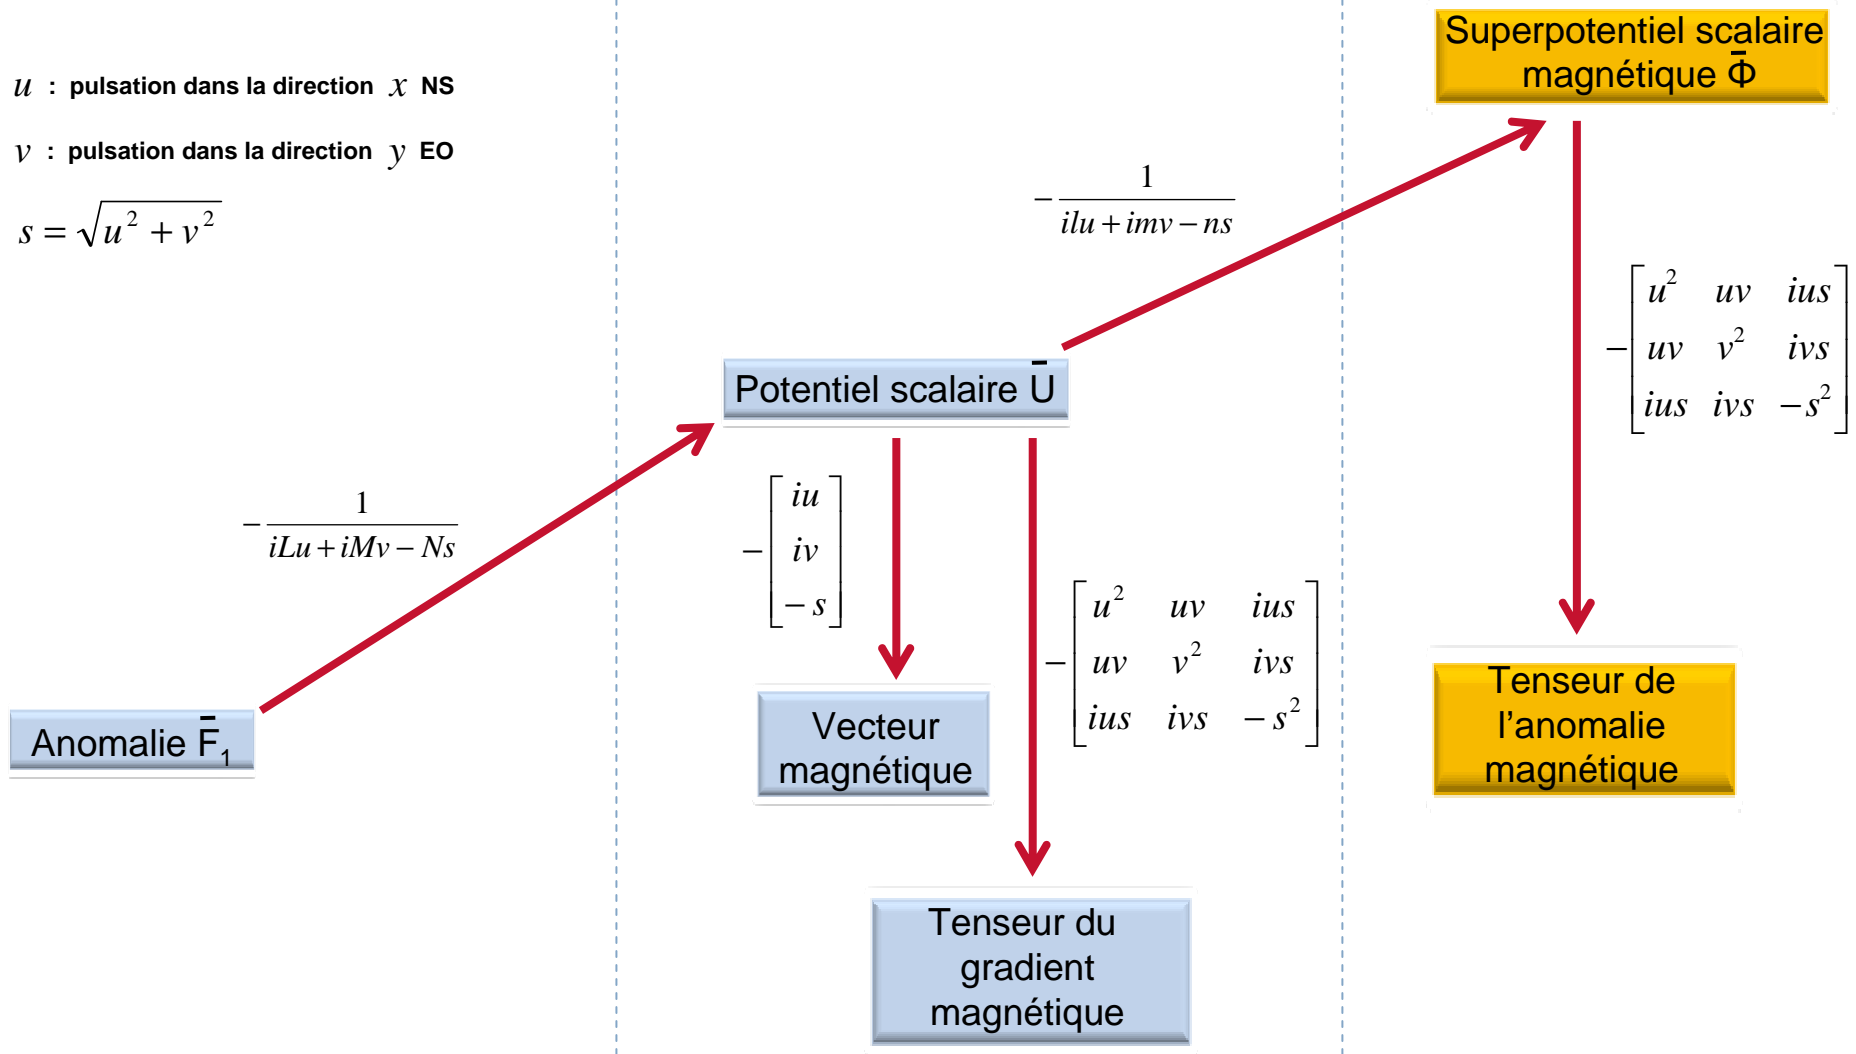 u : pulsation dans la direction x NS
v : pulsation dans la direction y EO
s = √(u² + v²)
Anomalie F̄₁
− 1 / (iLu + iMv − Ns)
Potentiel scalaire Ū
− [ iu
iv
− s ]
Vecteur
magnétique
− [ u² uv ius
uv v² ivs
ius ivs − s² ]
Tenseur du
gradient
magnétique
− 1 / (ilu + imv − ns)
Superpotentiel scalaire
magnétique Φ̄
− [ u² uv ius
uv v² ivs
ius ivs − s² ]
Tenseur de
l’anomalie
magnétique